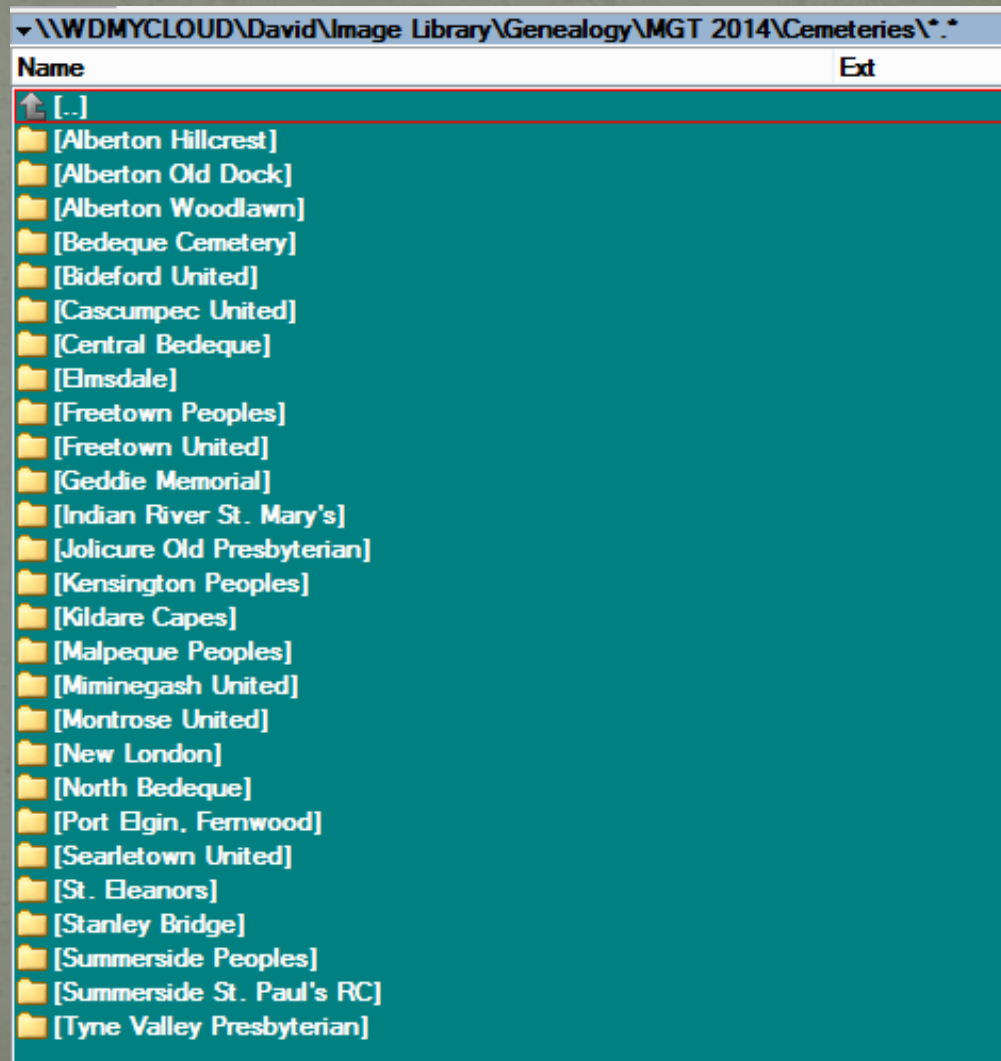 \\WDMYCLOUD\David\Image Library\Genealogy\MGT 2014\Cemeteries\*.*
Name Ext
[..]
[Alberton Hillcrest]
[Alberton Old Dock]
[Alberton Woodlawn]
[Bedeque Cemetery]
[Bideford United]
[Cascumpec United]
[Central Bedeque]
[Elmsdale]
[Freetown Peoples]
[Freetown United]
[Geddie Memorial]
[Indian River St. Mary's]
[Jolicure Old Presbyterian]
[Kensington Peoples]
[Kildare Capes]
[Malpeque Peoples]
[Miminegash United]
[Montrose United]
[New London]
[North Bedeque]
[Port Elgin, Fernwood]
[Searletown United]
[St. Eleanors]
[Stanley Bridge]
[Summerside Peoples]
[Summerside St. Paul's RC]
[Tyne Valley Presbyterian]